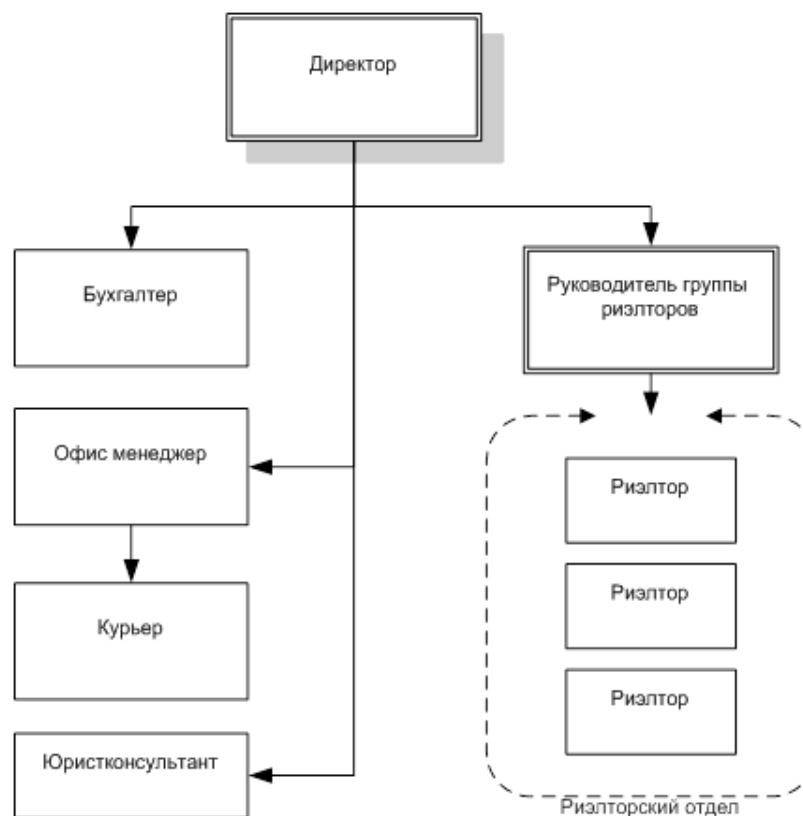 Директор
Бухгалтер
Руководитель группы
риэлторов
Офис менеджер
Риэлтор
Курьер
Риэлтор
Риэлтор
Юристконсультант
Риэлторский отдел